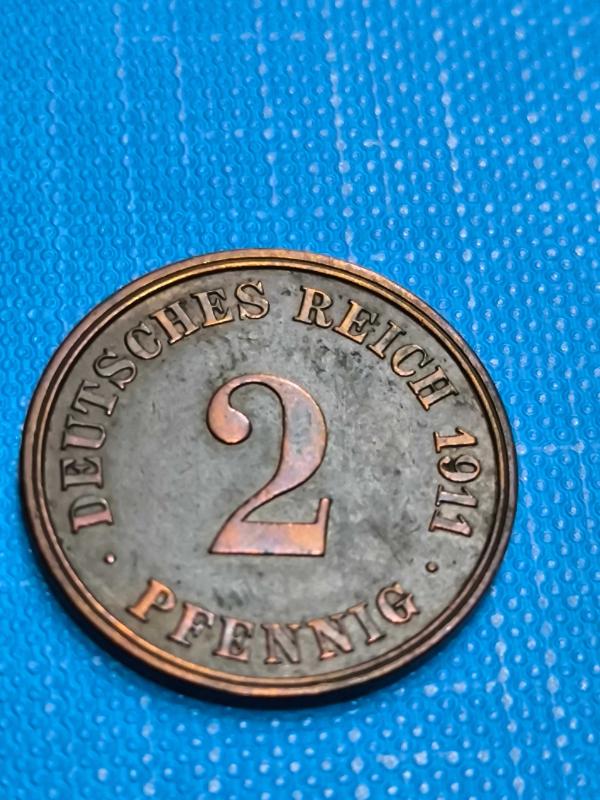 DEUTSCHES REICH 1911
2
PFENNIG